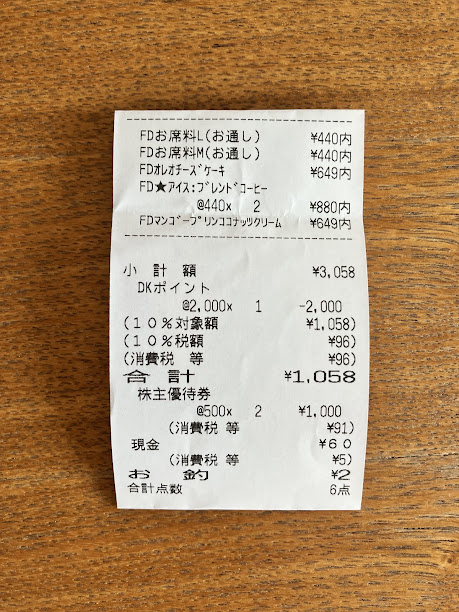 FDお席料L(お通し) ¥440内
FDお席料M(お通し) ¥440内
FDオレオチーズケーキ ¥649内
FD★アイス:ブレンドコーヒー
@440× 2 ¥880内
FDマンゴープリンココナッツクリーム ¥649内
小計額 ¥3,058
DKポイント
@2,000× 1 -2,000
(10%対象額 ¥1,058)
(10%税額 ¥96)
(消費税 等 ¥96)
合計 ¥1,058
株主優待券
@500× 2 ¥1,000
(消費税 等 ¥91)
現金 ¥60
(消費税 等 ¥5)
お釣 ¥2
合計点数 6点